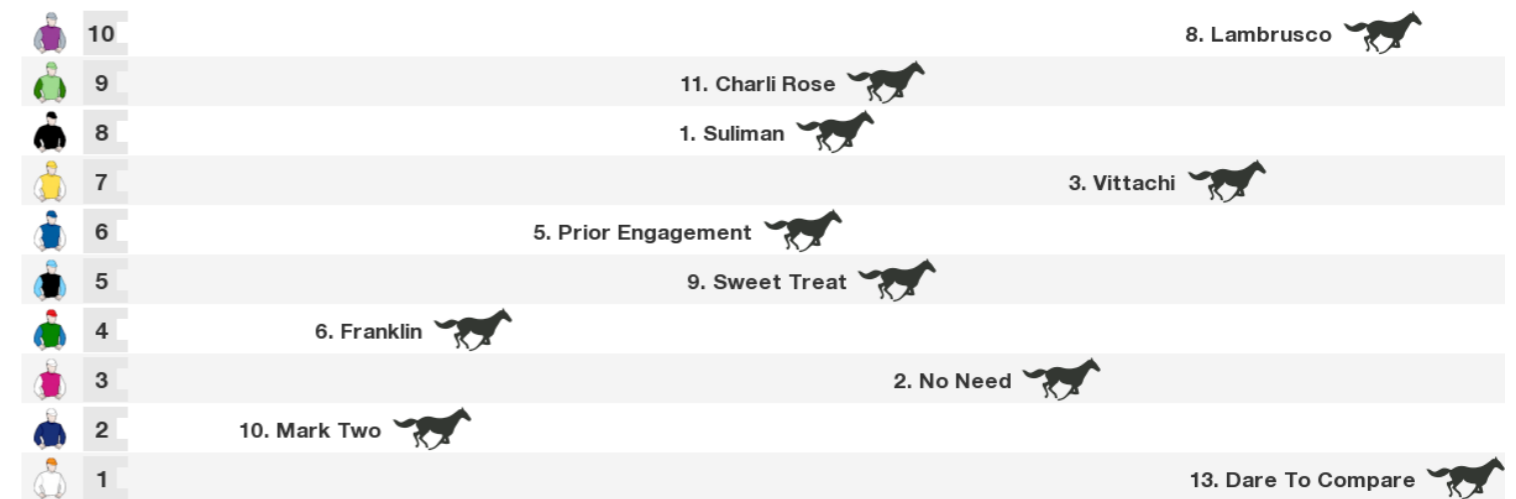 10 8. Lambrusco
9 11. Charli Rose
8 1. Suliman
7 3. Vittachi
6 5. Prior Engagement
5 9. Sweet Treat
4 6. Franklin
3 2. No Need
2 10. Mark Two
1 13. Dare To Compare